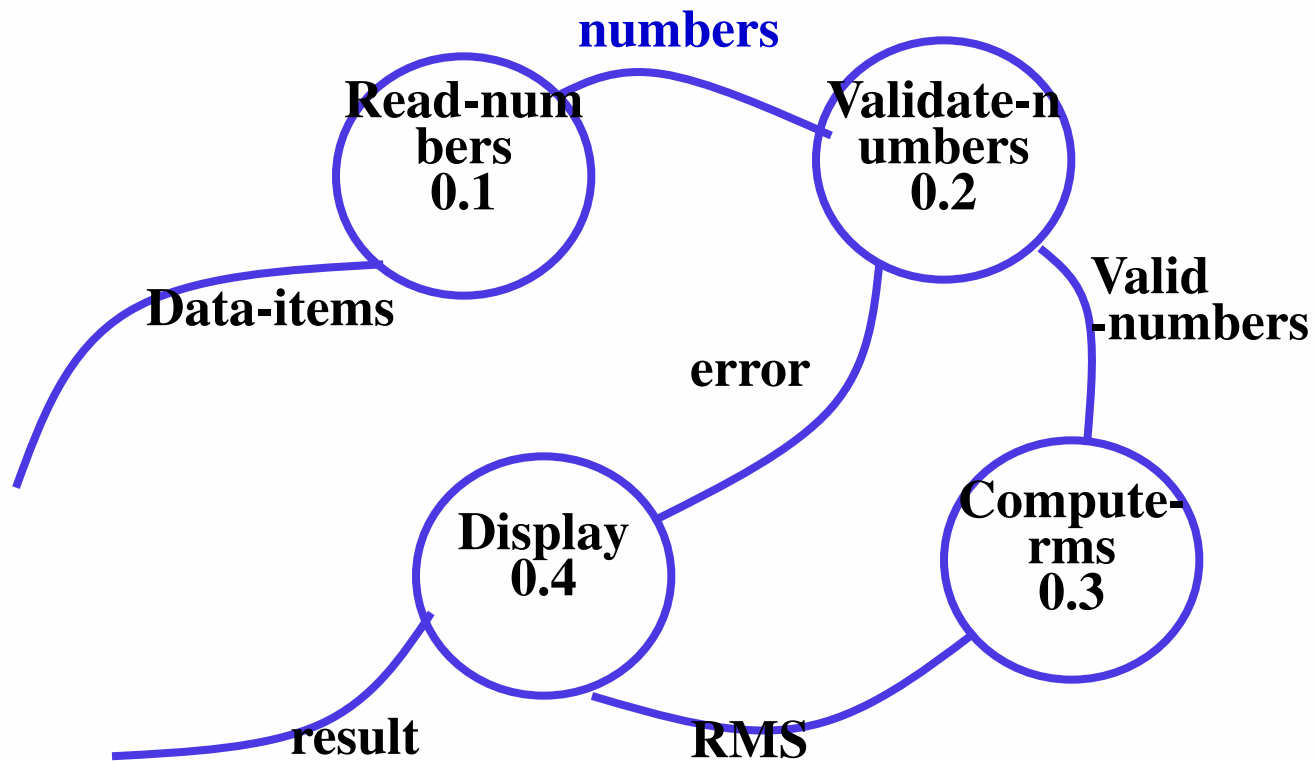 numbers
Read-num
bers
0.1
Validate-n
umbers
0.2
Data-items
Valid
-numbers
error
Display
0.4
Compute-
rms
0.3
result
RMS